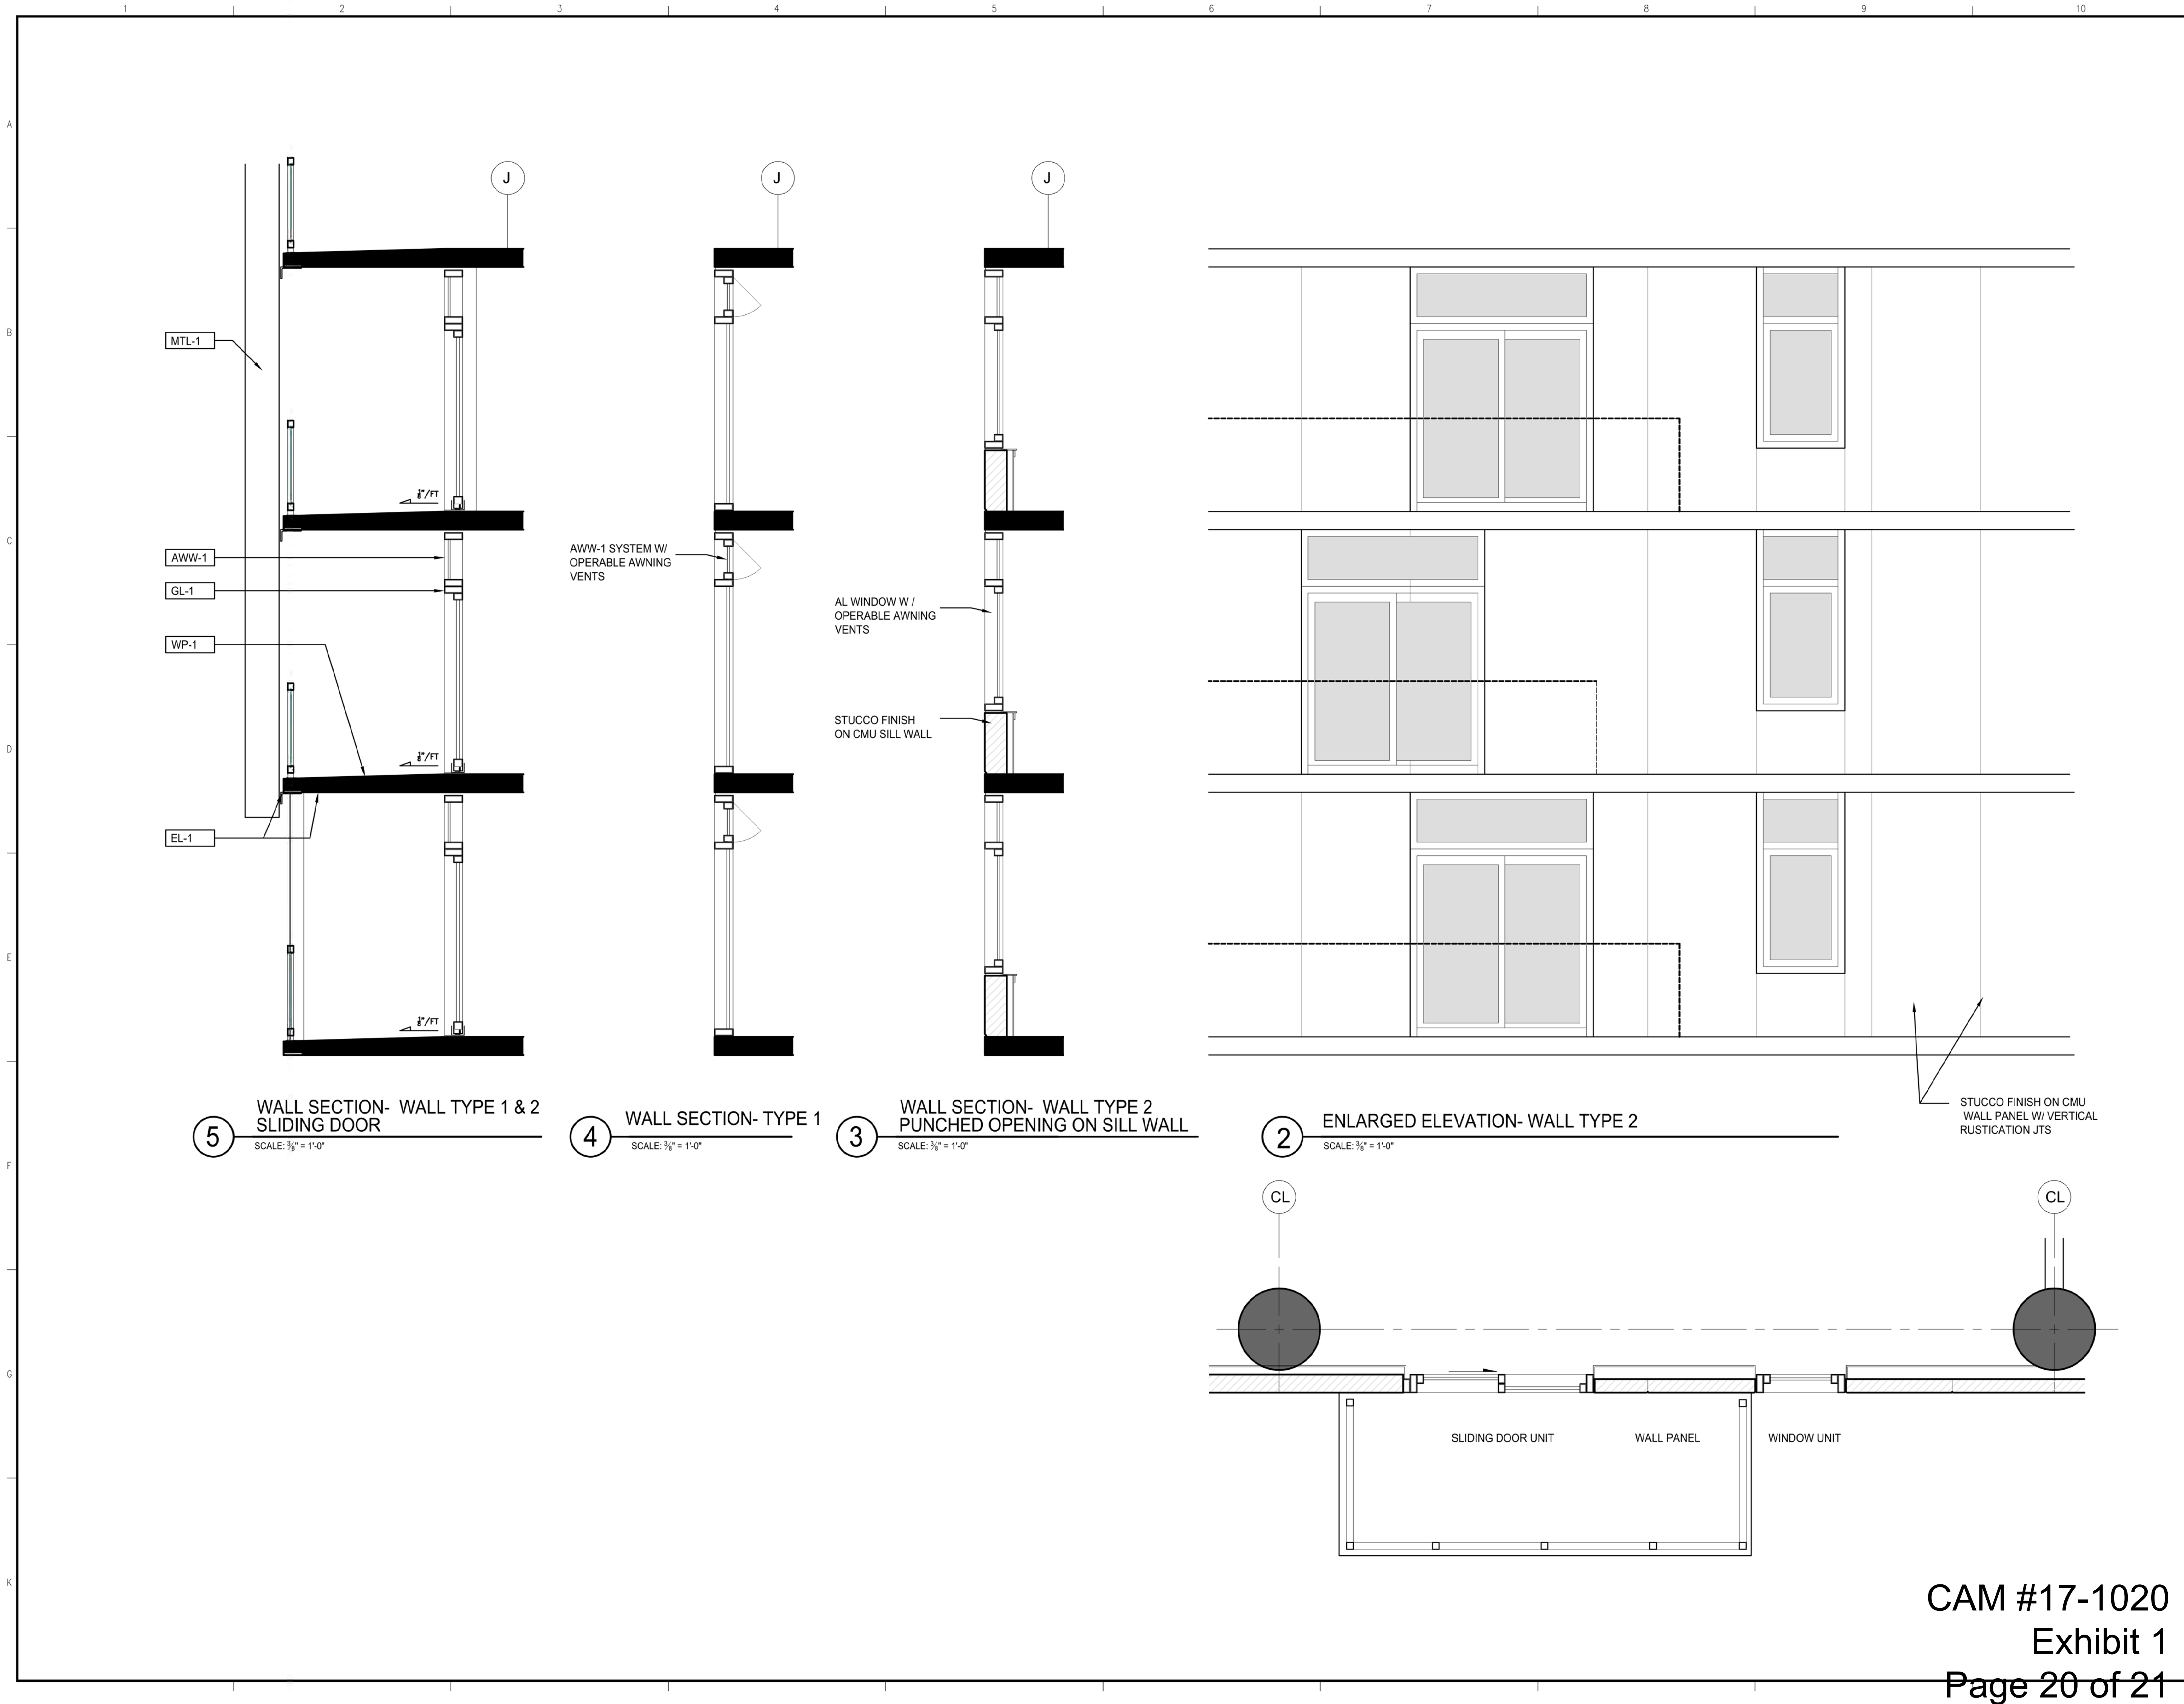 1 2 3 4 5 6 7 8 9 10
A
B
C
D
E
F
G
K
J
J
J
MTL-1
AWW-1
GL-1
WP-1
EL-1
"/FT
"/FT
"/FT
AWW-1 SYSTEM W/
OPERABLE AWNING
VENTS
AL WINDOW W /
OPERABLE AWNING
VENTS
STUCCO FINISH
ON CMU SILL WALL
5
WALL SECTION- WALL TYPE 1 & 2
SLIDING DOOR
SCALE: 3/8" = 1'-0"
4
WALL SECTION- TYPE 1
SCALE: 3/8" = 1'-0"
3
WALL SECTION- WALL TYPE 2
PUNCHED OPENING ON SILL WALL
SCALE: 3/8" = 1'-0"
2
ENLARGED ELEVATION- WALL TYPE 2
SCALE: 3/8" = 1'-0"
STUCCO FINISH ON CMU
WALL PANEL W/ VERTICAL
RUSTICATION JTS
CL
CL
SLIDING DOOR UNIT
WALL PANEL
WINDOW UNIT
CAM #17-1020
Exhibit 1
Page 20 of 21